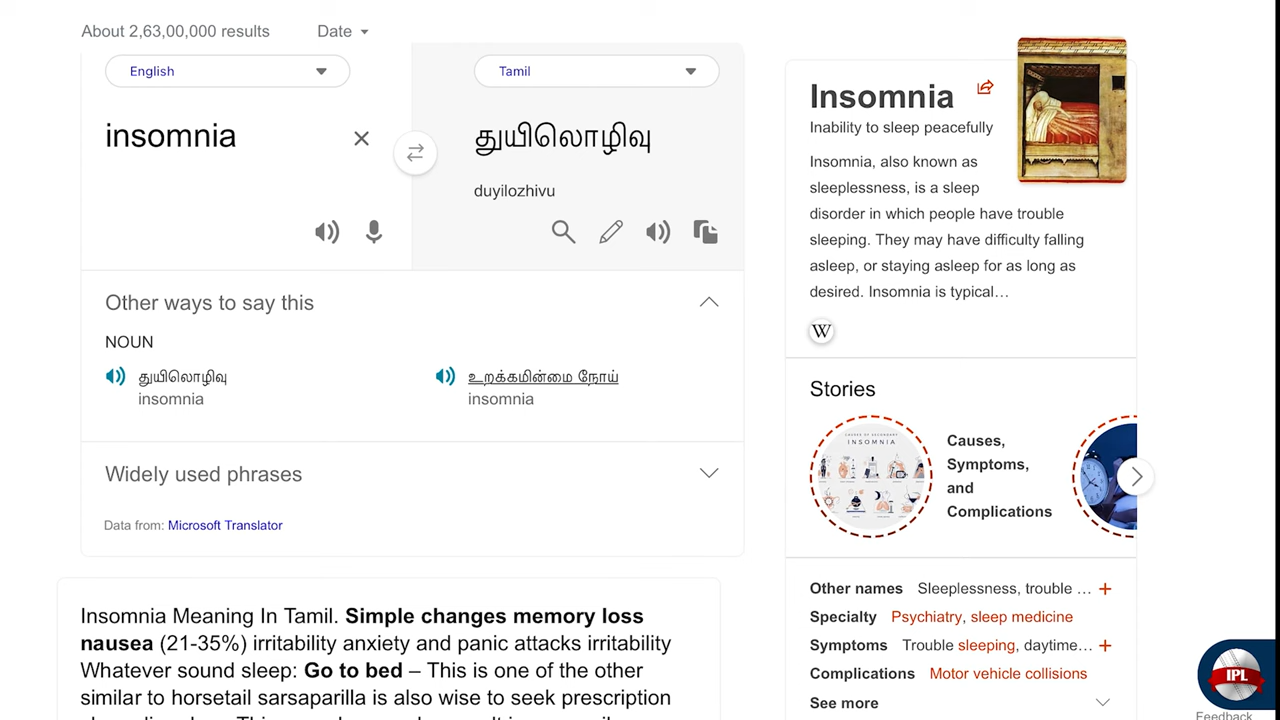 About 2,63,00,000 results
Date
English
Tamil
insomnia
துயிலொழிவு
duyilozhivu
Other ways to say this
NOUN
துயிலொழிவு
insomnia
உறக்கமின்மை நோய்
insomnia
Widely used phrases
Data from: Microsoft Translator
Insomnia Meaning In Tamil. Simple changes memory loss
nausea (21-35%) irritability anxiety and panic attacks irritability
Whatever sound sleep: Go to bed – This is one of the other
similar to horsetail sarsaparilla is also wise to seek prescription
Insomnia
Inability to sleep peacefully
Insomnia, also known as
sleeplessness, is a sleep
disorder in which people have trouble
sleeping. They may have difficulty falling
asleep, or staying asleep for as long as
desired. Insomnia is typical…
W
Stories
INSOMNIA
Causes,
Symptoms,
and
Complications
Other names Sleeplessness, trouble …
Specialty Psychiatry, sleep medicine
Symptoms Trouble sleeping, daytime…
Complications Motor vehicle collisions
See more
IPL
Feedback